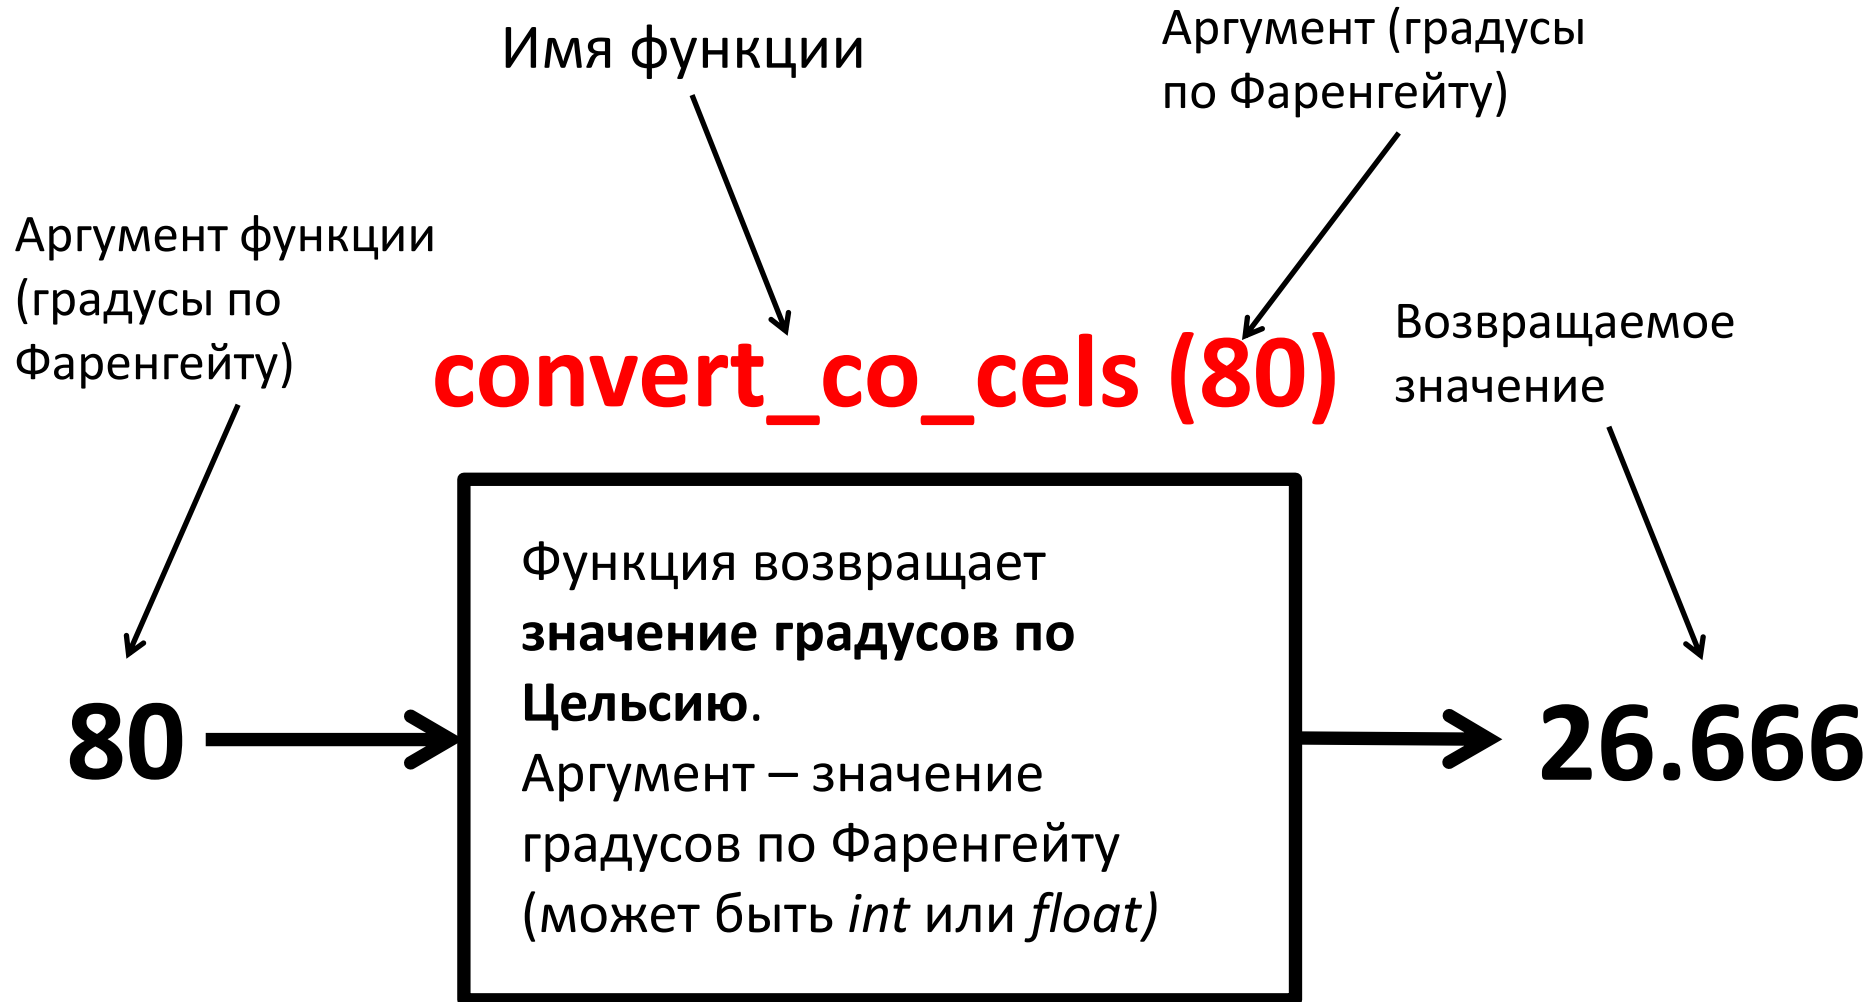 Имя функции
Аргумент (градусы
по Фаренгейту)
Аргумент функции
(градусы по
Фаренгейту)
convert_co_cels (80)
Возвращаемое
значение
Функция возвращает
значение градусов по
Цельсию.
Аргумент – значение
градусов по Фаренгейту
(может быть int или float)
80
26.666